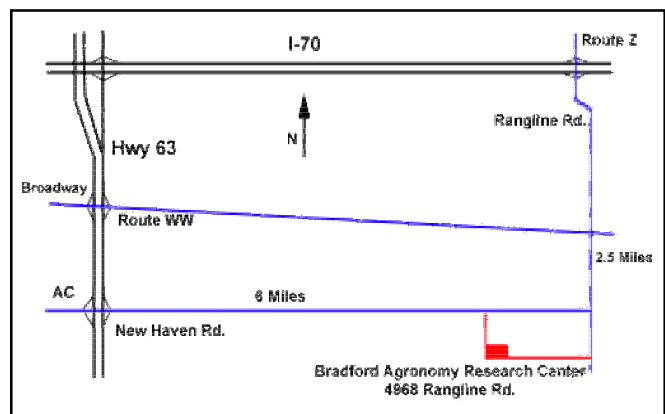 Route Z
I-70
Rangline Rd.
N
Hwy 63
Broadway
Route WW
2.5 Miles
AC
6 Miles
New Haven Rd.
Bradford Agronomy Research Center
4968 Rangline Rd.